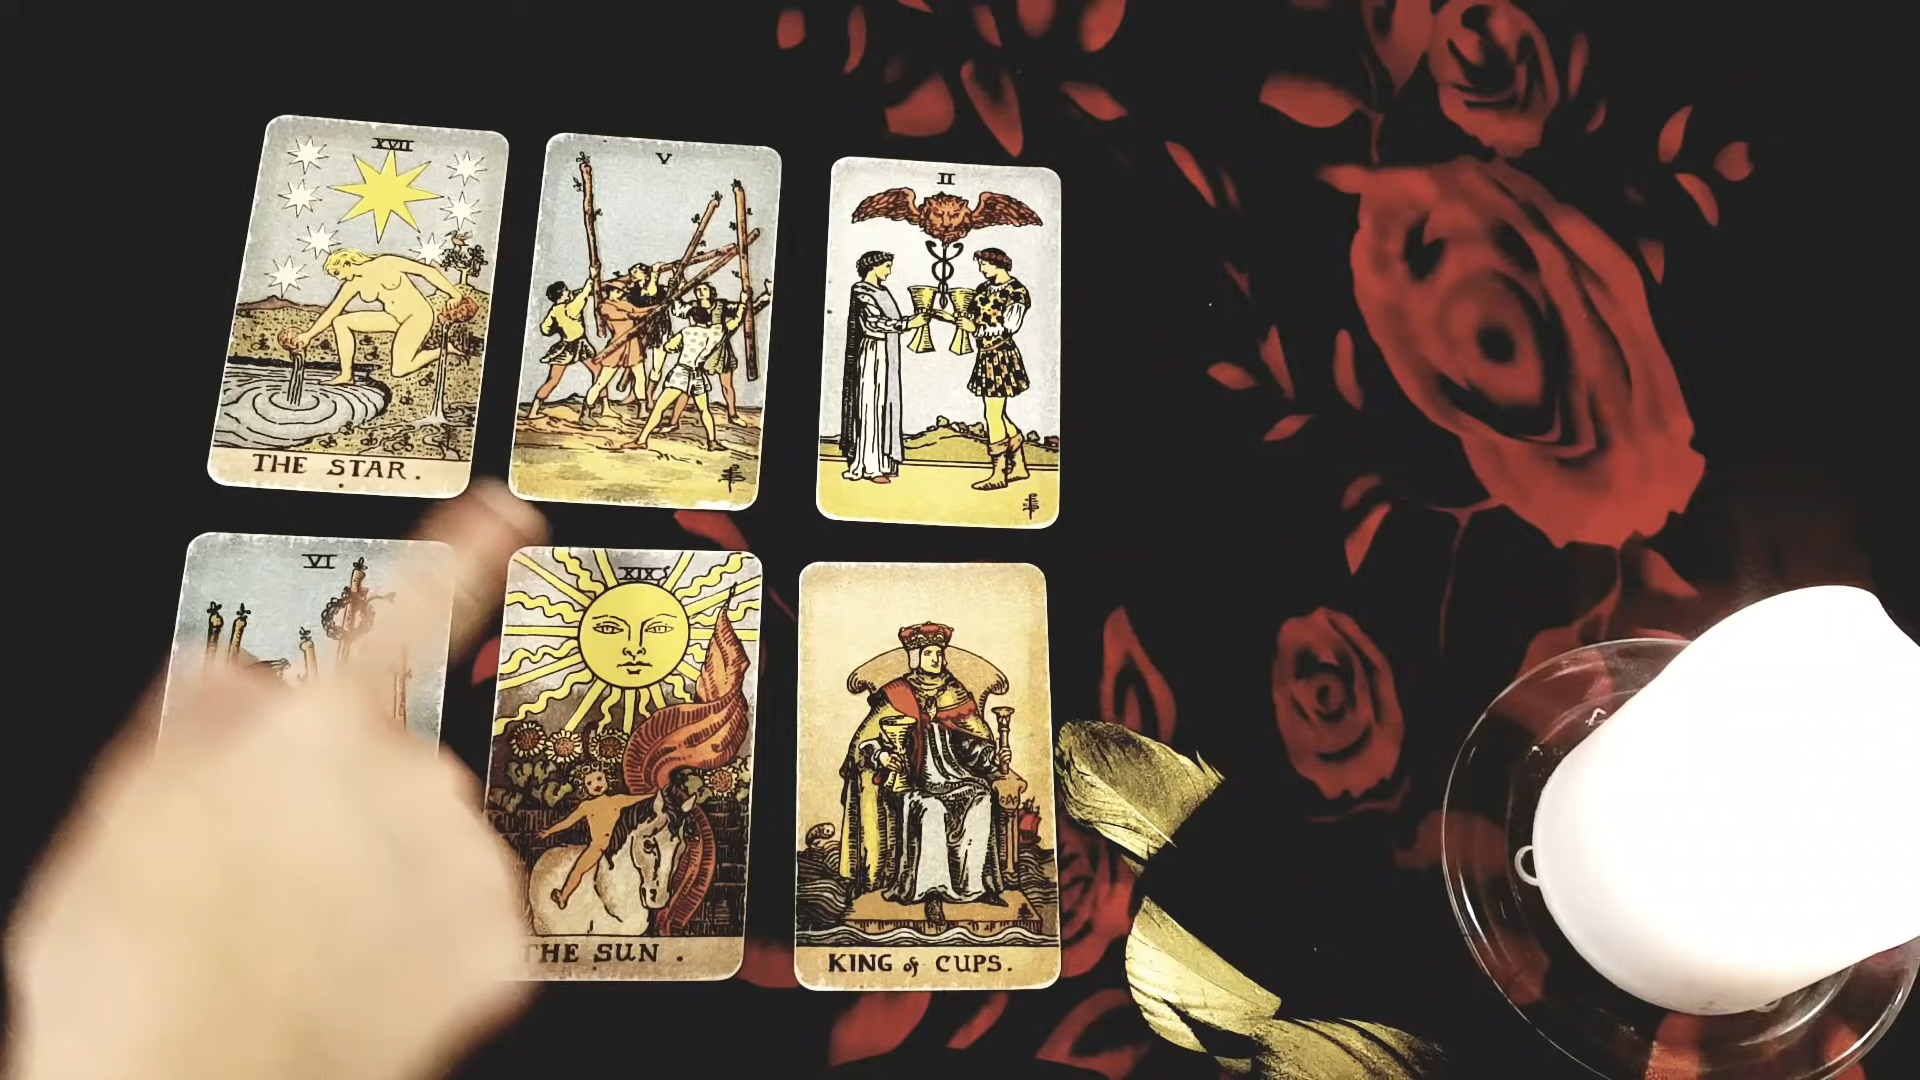 XVII
THE STAR.
V
II
VI
XIX
THE SUN.
KING of CUPS.